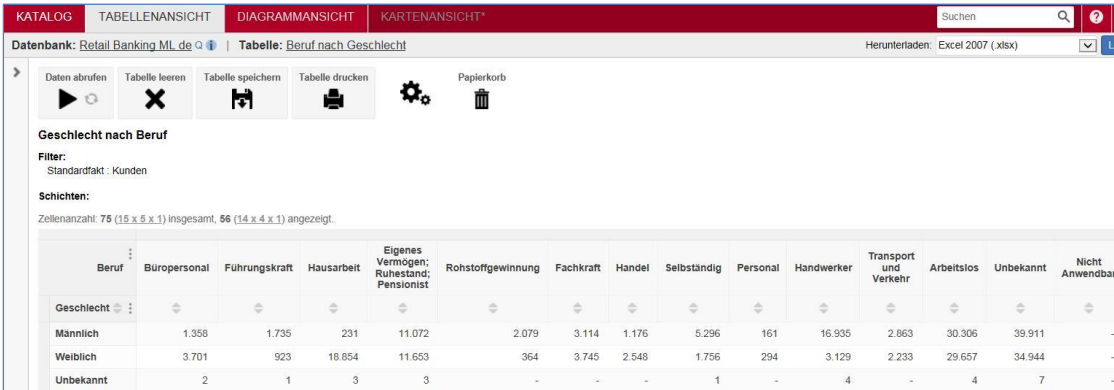 KATALOG TABELLENANSICHT DIAGRAMMANSICHT KARTENANSICHT* Suchen
Datenbank: Retail Banking ML de | Tabelle: Beruf nach Geschlecht Herunterladen: Excel 2007 (.xlsx)
Daten abrufen Tabelle leeren Tabelle speichern Tabelle drucken Papierkorb
Geschlecht nach Beruf
Filter:
Standardfakt : Kunden
Schichten:
Zellenanzahl: 75 (15 x 5 x 1) insgesamt, 56 (14 x 4 x 1) angezeigt.
Beruf Büropersonal Führungskraft Hausarbeit Eigenes Vermögen; Ruhestand; Pensionist Rohstoffgewinnung Fachkraft Handel Selbständig Personal Handwerker Transport und Verkehr Arbeitslos Unbekannt Nicht Anwendbar
Geschlecht
Männlich 1.358 1.735 231 11.072 2.079 3.114 1.176 5.296 161 16.935 2.863 30.306 39.911 -
Weiblich 3.701 923 18.854 11.653 364 3.745 2.548 1.756 294 3.129 2.233 29.657 34.944 -
Unbekannt 2 1 3 3 - - - 1 - 4 - 4 7 -